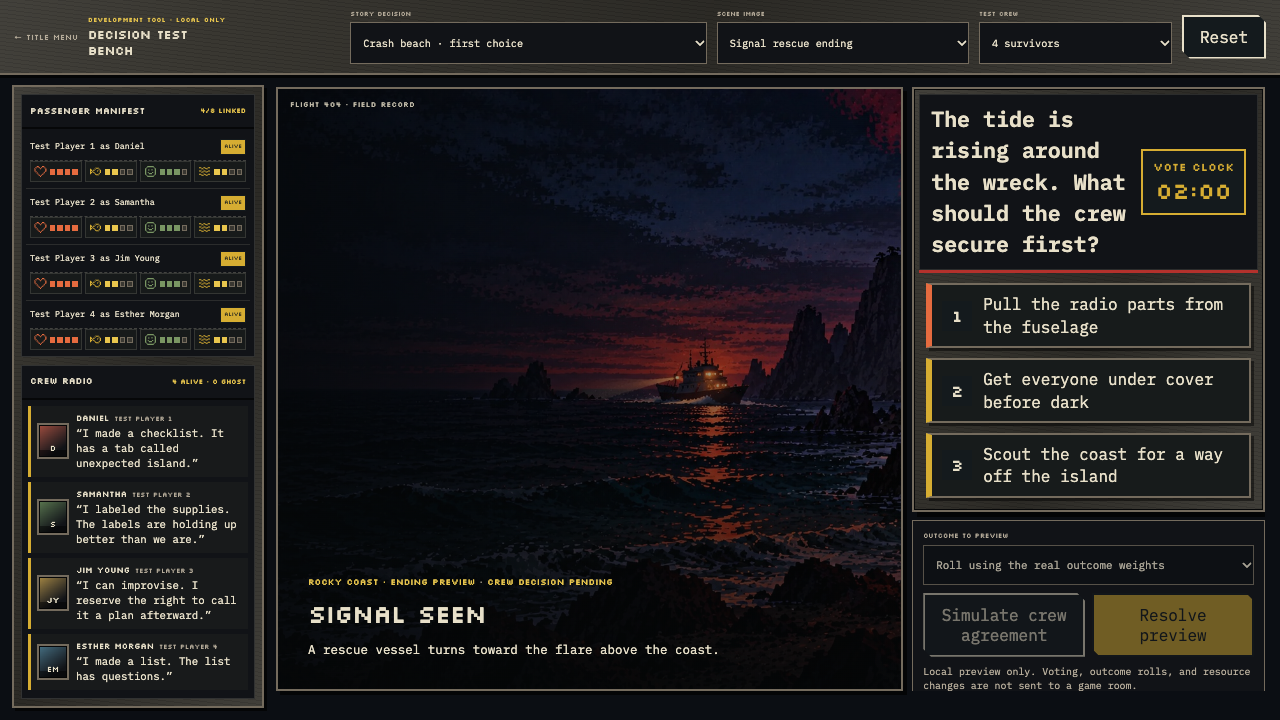 ← TITLE MENU
DEVELOPMENT TOOL · LOCAL ONLY
DECISION TEST
BENCH
STORY DECISION
Crash beach · first choice
SCENE IMAGE
Signal rescue ending
TEST CREW
4 survivors
Reset
PASSENGER MANIFEST
4/8 LINKED
Test Player 1 as Daniel
ALIVE
Test Player 2 as Samantha
ALIVE
Test Player 3 as Jim Young
ALIVE
Test Player 4 as Esther Morgan
ALIVE
CREW RADIO
4 ALIVE · 0 GHOST
D
DANIEL TEST PLAYER 1
“I made a checklist. It
has a tab called
unexpected island.”
S
SAMANTHA TEST PLAYER 2
“I labeled the supplies.
The labels are holding up
better than we are.”
JY
JIM YOUNG TEST PLAYER 3
“I can improvise. I
reserve the right to call
it a plan afterward.”
EM
ESTHER MORGAN TEST PLAYER 4
“I made a list. The list
has questions.”
FLIGHT 404 · FIELD RECORD
ROCKY COAST · ENDING PREVIEW · CREW DECISION PENDING
SIGNAL SEEN
A rescue vessel turns toward the flare above the coast.
The tide is
rising around
the wreck. What
should the crew
secure first?
VOTE CLOCK
02:00
1
Pull the radio parts from
the fuselage
2
Get everyone under cover
before dark
3
Scout the coast for a way
off the island
OUTCOME TO PREVIEW
Roll using the real outcome weights
Simulate crew
agreement
Resolve
preview
Local preview only. Voting, outcome rolls, and resource
changes are not sent to a game room.